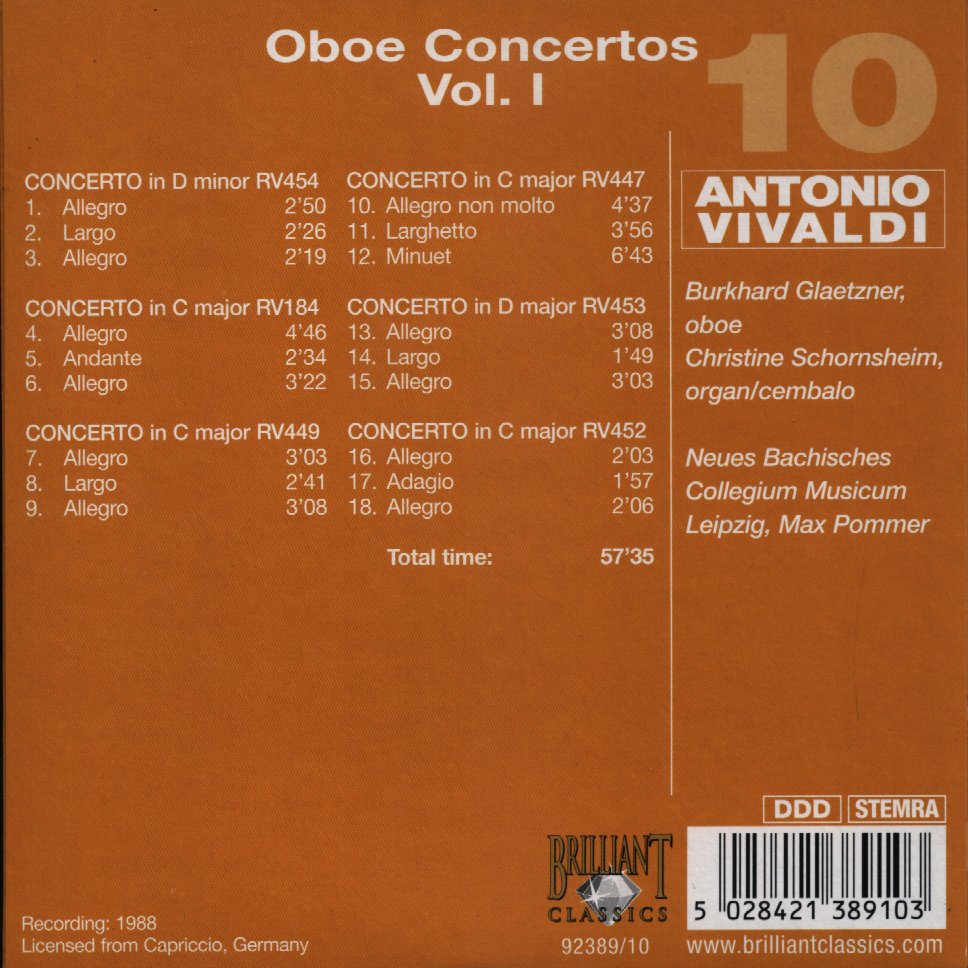 Oboe Concertos
Vol. I
10
ANTONIO
VIVALDI
CONCERTO in D minor RV454
1. Allegro 2'50
2. Largo 2'26
3. Allegro 2'19
CONCERTO in C major RV184
4. Allegro 4'46
5. Andante 2'34
6. Allegro 3'22
CONCERTO in C major RV449
7. Allegro 3'03
8. Largo 2'41
9. Allegro 3'08
CONCERTO in C major RV447
10. Allegro non molto 4'37
11. Larghetto 3'56
12. Minuet 6'43
CONCERTO in D major RV453
13. Allegro 3'08
14. Largo 1'49
15. Allegro 3'03
CONCERTO in C major RV452
16. Allegro 2'03
17. Adagio 1'57
18. Allegro 2'06
Total time: 57'35
Burkhard Glaetzner,
oboe
Christine Schornsheim,
organ/cembalo
Neues Bachisches
Collegium Musicum
Leipzig, Max Pommer
DDD STEMRA
BRILLIANT
CLASSICS
5 028421 389103
Recording: 1988
Licensed from Capriccio, Germany
92389/10
www.brilliantclassics.com